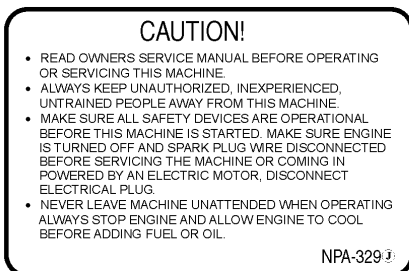 CAUTION!
• READ OWNERS SERVICE MANUAL BEFORE OPERATING
OR SERVICING THIS MACHINE.
• ALWAYS KEEP UNAUTHORIZED, INEXPERIENCED,
UNTRAINED PEOPLE AWAY FROM THIS MACHINE.
• MAKE SURE ALL SAFETY DEVICES ARE OPERATIONAL
BEFORE THIS MACHINE IS STARTED. MAKE SURE ENGINE
IS TURNED OFF AND SPARK PLUG WIRE DISCONNECTED
BEFORE SERVICING THE MACHINE OR COMING IN
POWERED BY AN ELECTRIC MOTOR, DISCONNECT
ELECTRICAL PLUG.
• NEVER LEAVE MACHINE UNATTENDED WHEN OPERATING
ALWAYS STOP ENGINE AND ALLOW ENGINE TO COOL
BEFORE ADDING FUEL OR OIL.
NPA-329 Ⓙ